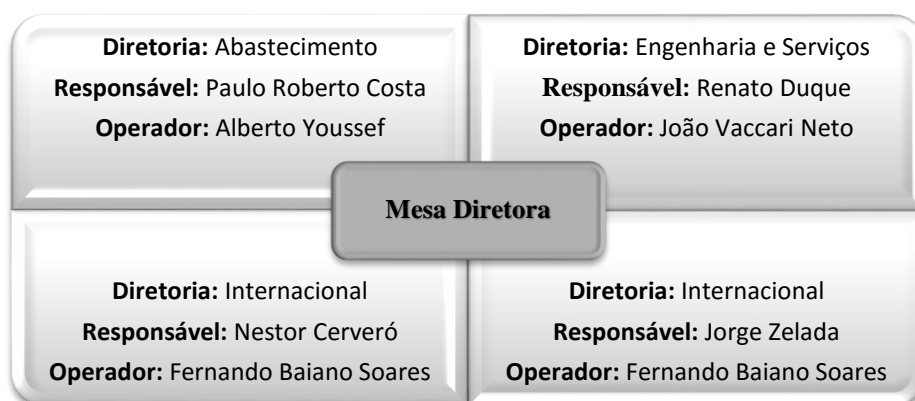 Diretoria: Abastecimento
Responsável: Paulo Roberto Costa
Operador: Alberto Youssef
Diretoria: Engenharia e Serviços
Responsável: Renato Duque
Operador: João Vaccari Neto
Mesa Diretora
Diretoria: Internacional
Responsável: Nestor Cerveró
Operador: Fernando Baiano Soares
Diretoria: Internacional
Responsável: Jorge Zelada
Operador: Fernando Baiano Soares